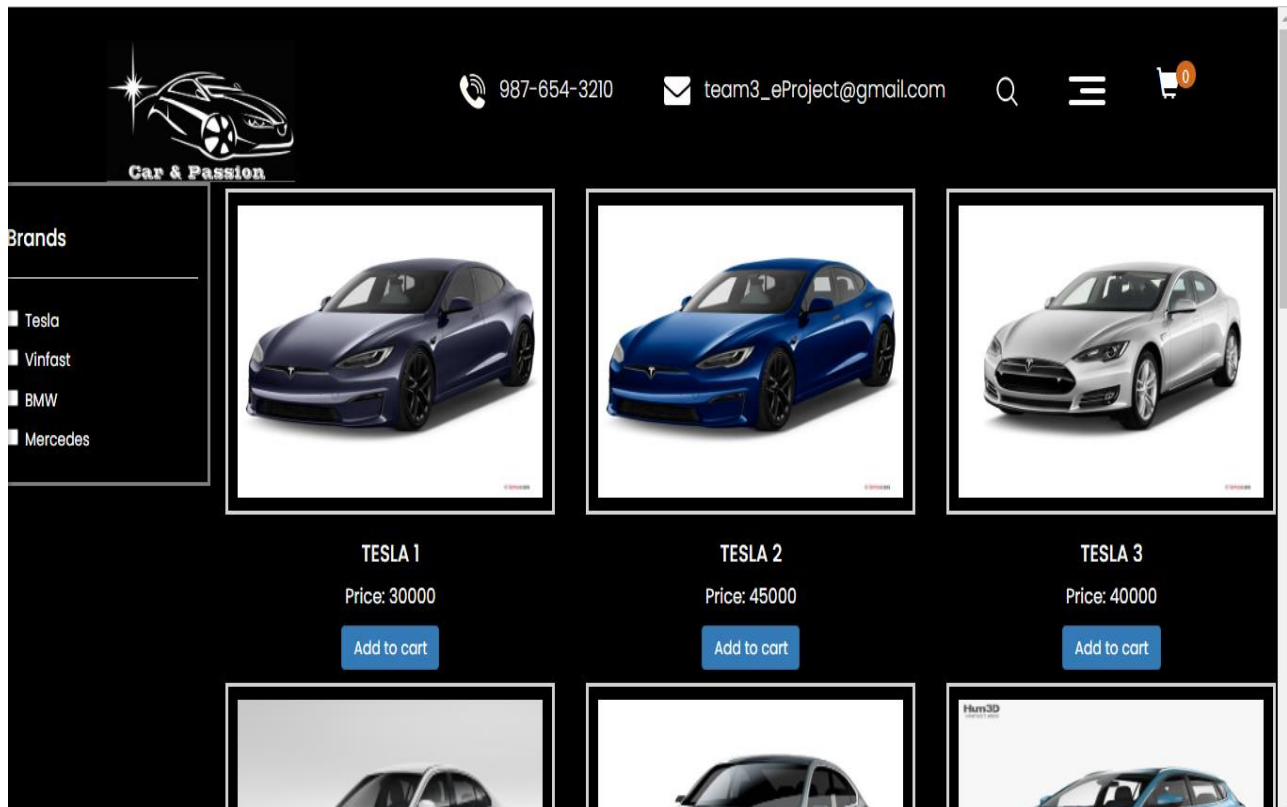 987-654-3210
team3_eProject@gmail.com
0
Car & Passion
Brands
Tesla
Vinfast
BMW
Mercedes
TESLA 1
TESLA 2
TESLA 3
Price: 30000
Price: 45000
Price: 40000
Add to cart
Add to cart
Add to cart
Hum3D